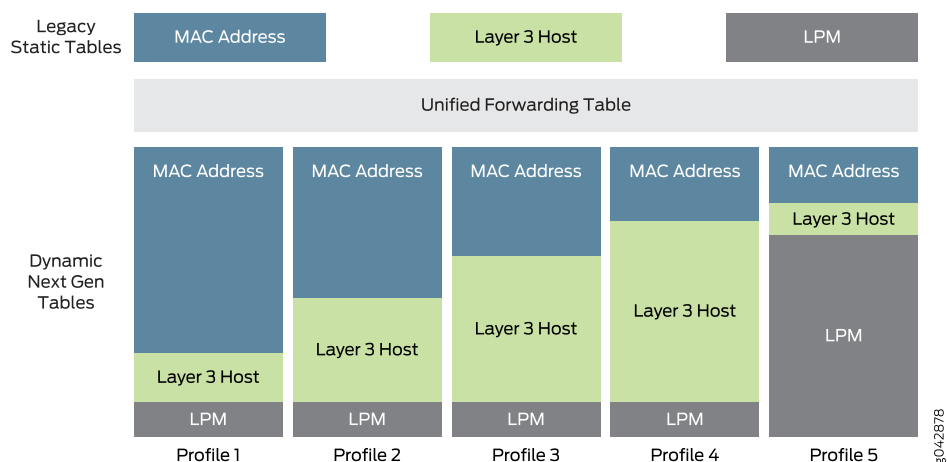 Legacy
Static Tables
MAC Address
Layer 3 Host
LPM
Unified Forwarding Table
Dynamic
Next Gen
Tables
MAC Address
Layer 3 Host
LPM
Profile 1
MAC Address
Layer 3 Host
LPM
Profile 2
MAC Address
Layer 3 Host
LPM
Profile 3
MAC Address
Layer 3 Host
LPM
Profile 4
MAC Address
Layer 3 Host
LPM
Profile 5
g042878